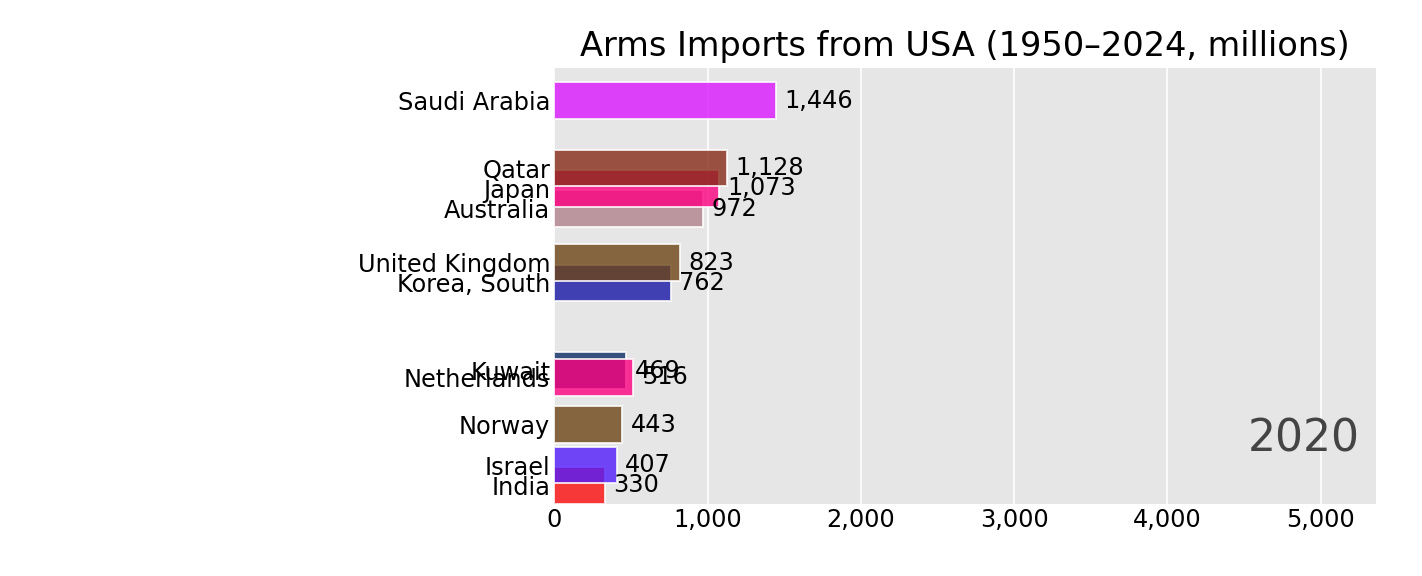 Arms Imports from USA (1950–2024, millions)
Saudi Arabia 1,446
Qatar 1,128
Japan 1,073
Australia 972
United Kingdom 823
Korea, South 762
Kuwait 469
Netherlands 516
Norway 443
2020
Israel 407
India 330
0 1,000 2,000 3,000 4,000 5,000